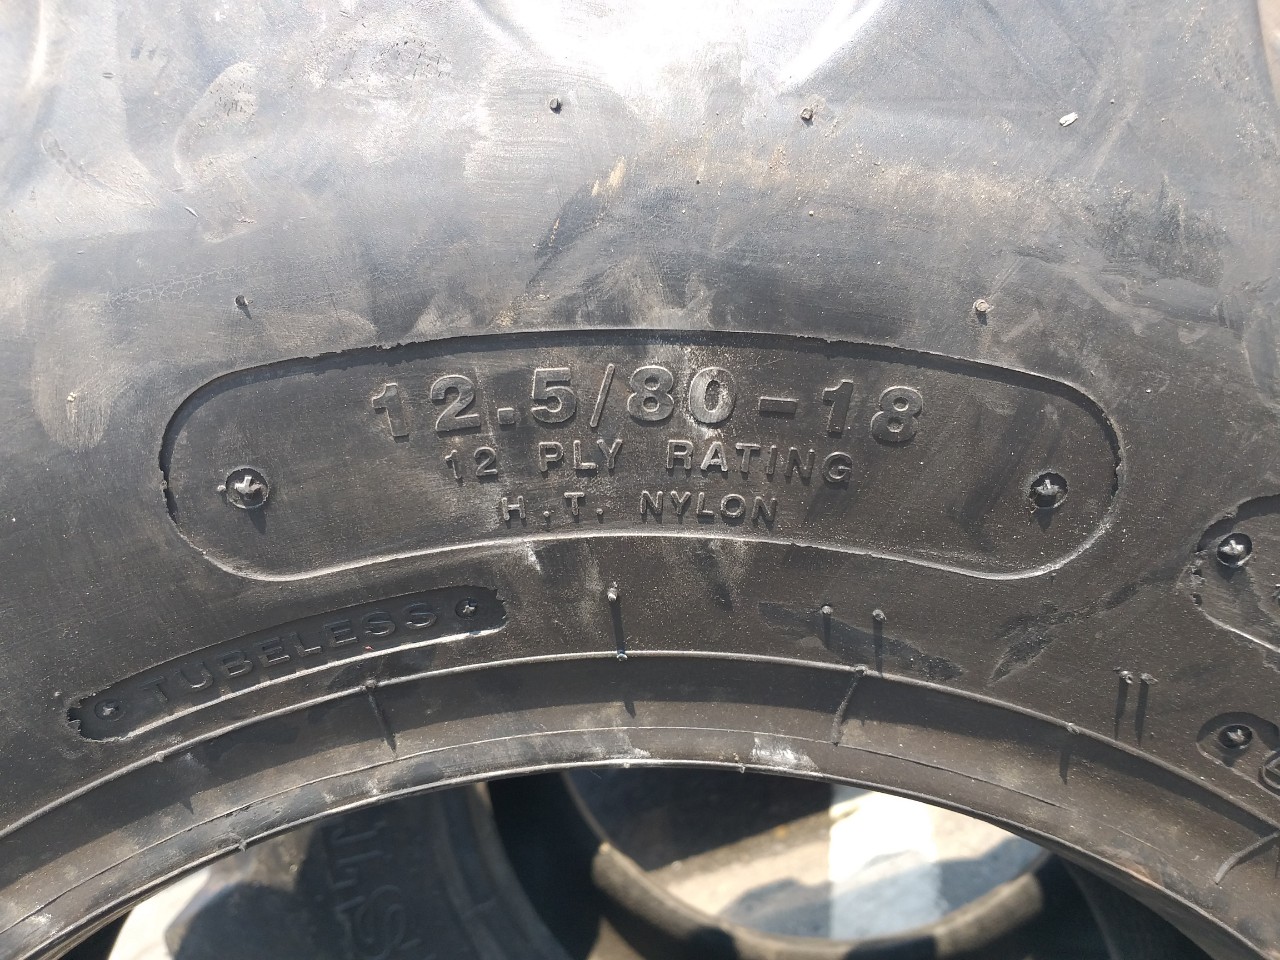 12.5/80-18
12 PLY RATING
H.T. NYLON
TUBELESS